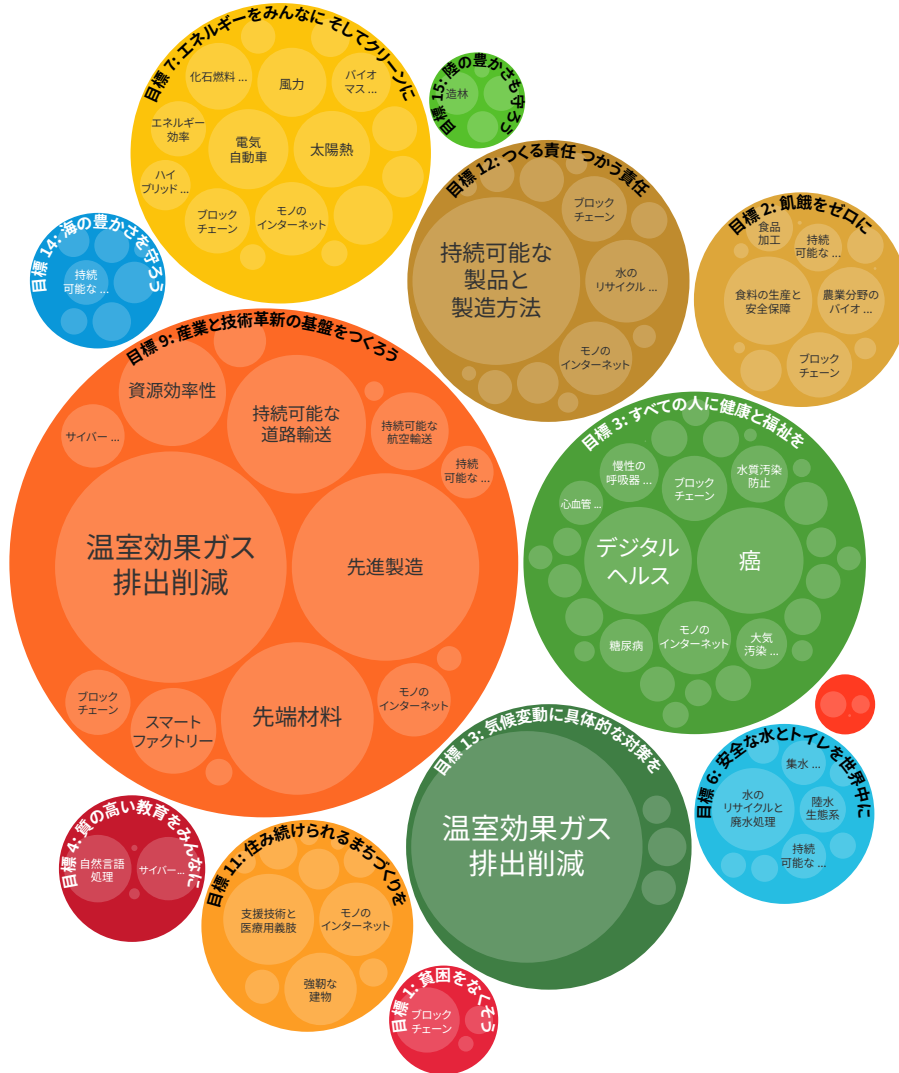 目標 7: エネルギーをみんなに そしてクリーンに
化石燃料 ...
風力
バイオ
マス ...
エネルギー
効率
電気
自動車
太陽熱
ハイ
ブリッド ...
ブロック
チェーン
モノの
インターネット
目標 15: 陸の豊かさも守ろう
造林
目標 12: つくる責任 つかう責任
ブロック
チェーン
持続可能な
製品と
製造方法
水の
リサイクル ...
モノの
インターネット
目標 2: 飢餓をゼロに
食品
加工
持続
可能な ...
食料の生産と
安全保障
農業分野の
バイオ ...
ブロック
チェーン
目標 14: 海の豊かさを守ろう
持続
可能な ...
目標 9: 産業と技術革新の基盤をつくろう
資源効率性
持続可能な
道路輸送
サイバー ...
持続可能な
航空輸送
持続
可能な ...
温室効果ガス
排出削減
先進製造
ブロック
チェーン
スマート
ファクトリー
先端材料
モノの
インターネット
目標 3: すべての人に健康と福祉を
慢性の
呼吸器 ...
ブロック
チェーン
水質汚染
防止
心血管 ...
デジタル
ヘルス
癌
糖尿病
モノの
インターネット
大気
汚染 ...
目標 13: 気候変動に具体的な対策を
温室効果ガス
排出削減
目標 6: 安全な水とトイレを世界中に
集水 ...
水の
リサイクルと
廃水処理
陸水
生態系
持続
可能な ...
目標 4: 質の高い教育をみんなに
自然言語
処理
サイバー...
目標 11: 住み続けられるまちづくりを
支援技術と
医療用義肢
モノの
インターネット
強靭な
建物
目標 1: 貧困をなくそう
ブロック
チェーン